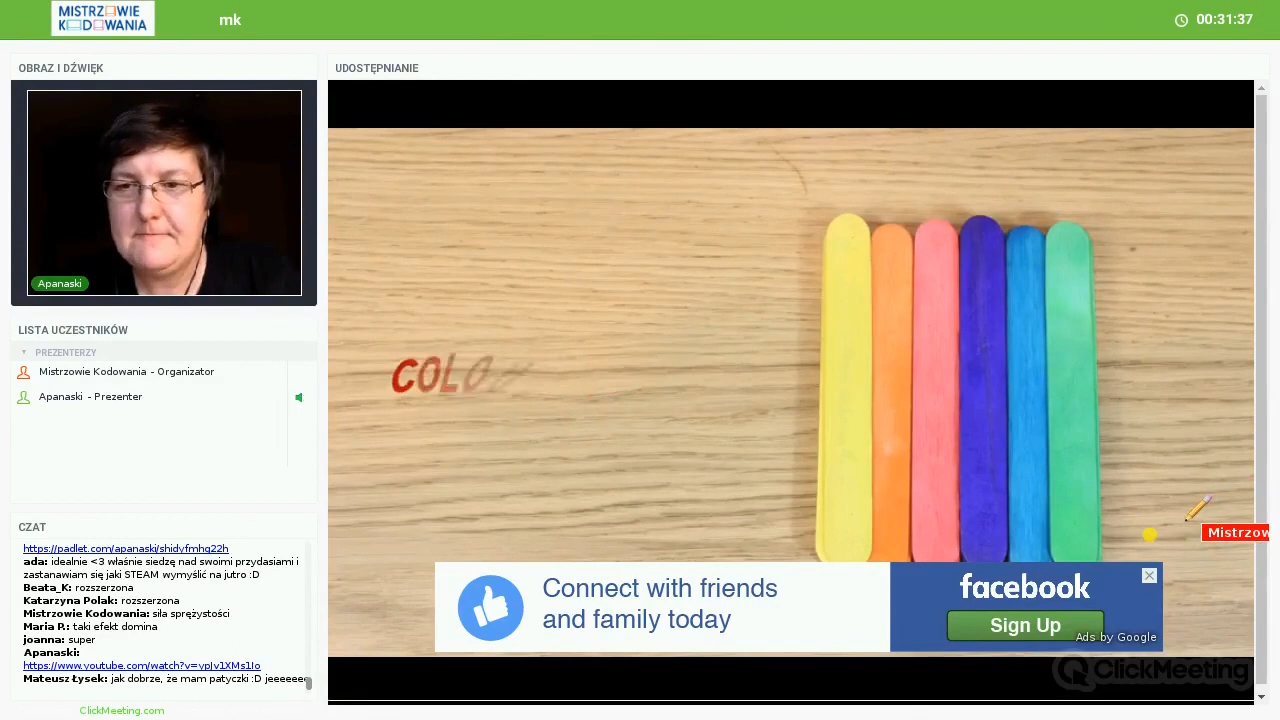 MISTRZOWIE
KODOWANIA
mk
00:31:37
OBRAZ I DŹWIĘK
UDOSTĘPNIANIE
Apanaski
LISTA UCZESTNIKÓW
PREZENTERZY
Mistrzowie Kodowania - Organizator
Apanaski - Prezenter
CZAT
https://padlet.com/apanaski/shidyfmhq22h
ada: idealnie <3 właśnie siedzę nad swoimi przydasiami i
zastanawiam się jaki STEAM wymyślić na jutro :D
Beata_K: rozszerzona
Katarzyna Polak: rozszerzona
Mistrzowie Kodowania: siła sprężystości
Maria P.: taki efekt domina
joanna: super
Apanaski:
https://www.youtube.com/watch?v=ypJv1XMs1Io
Mateusz Łysek: jak dobrze, że mam patyczki :D jeeeeeee
ClickMeeting.com
COLO
Mistrzow
Connect with friends
and family today
facebook
Sign Up
Ads by Google
ClickMeeting